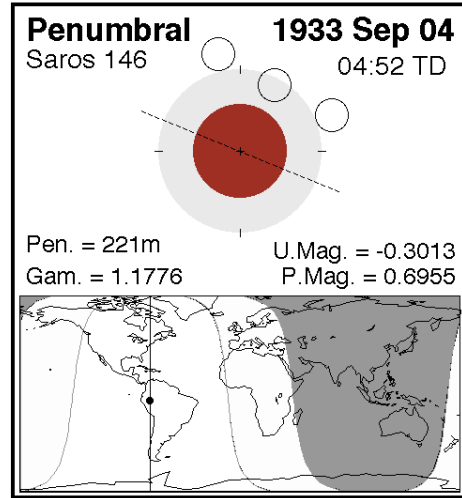 Penumbral 1933 Sep 04
Saros 146 04:52 TD
Pen. = 221m U.Mag. = -0.3013
Gam. = 1.1776 P.Mag. = 0.6955